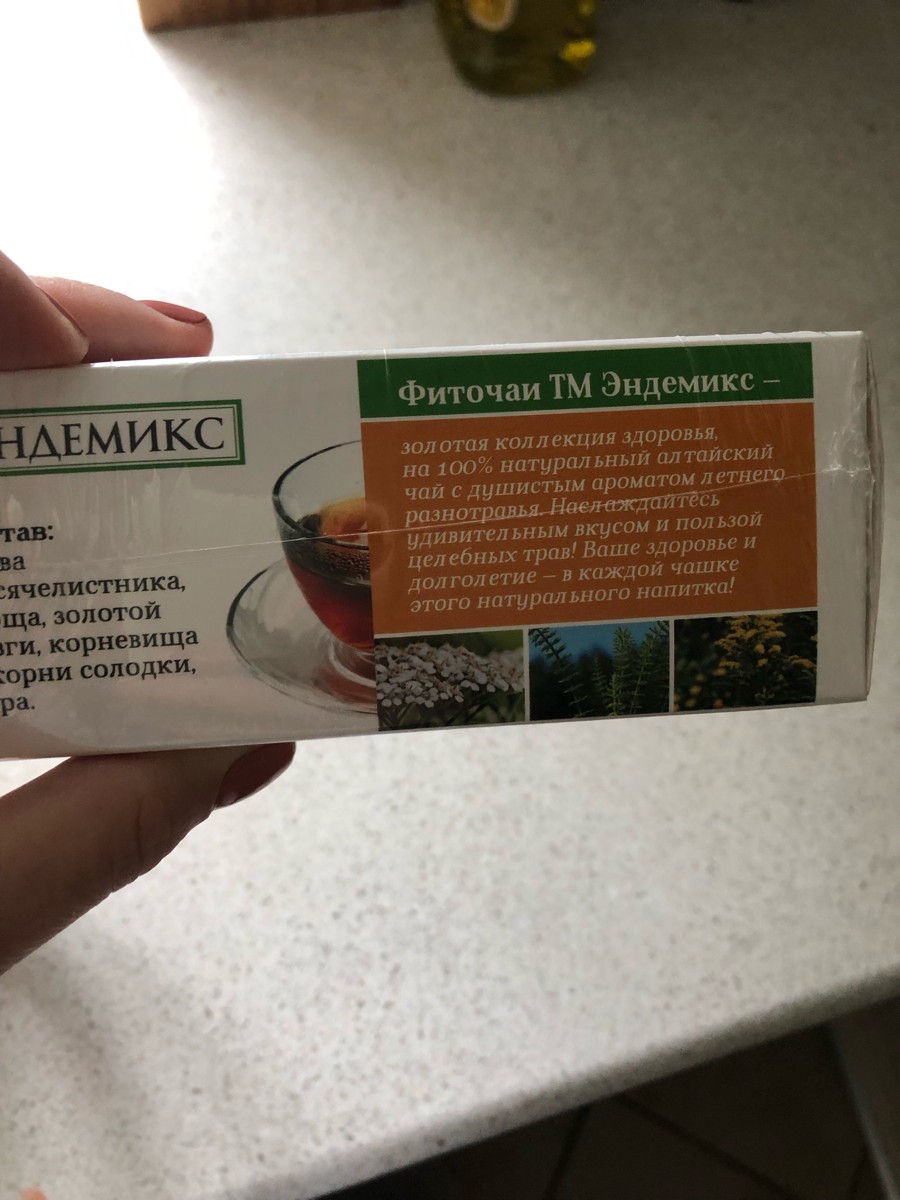 НДЕМИКС
тав:
ва
сячелистника,
оща, золотой
зги, корневища
корни солодки,
ра.
Фиточаи ТМ Эндемикс –
золотая коллекция здоровья,
на 100% натуральный алтайский
чай с душистым ароматом летнего
разнотравья. Наслаждайтесь
удивительным вкусом и пользой
целебных трав! Ваше здоровье и
долголетие – в каждой чашке
этого натурального напитка!